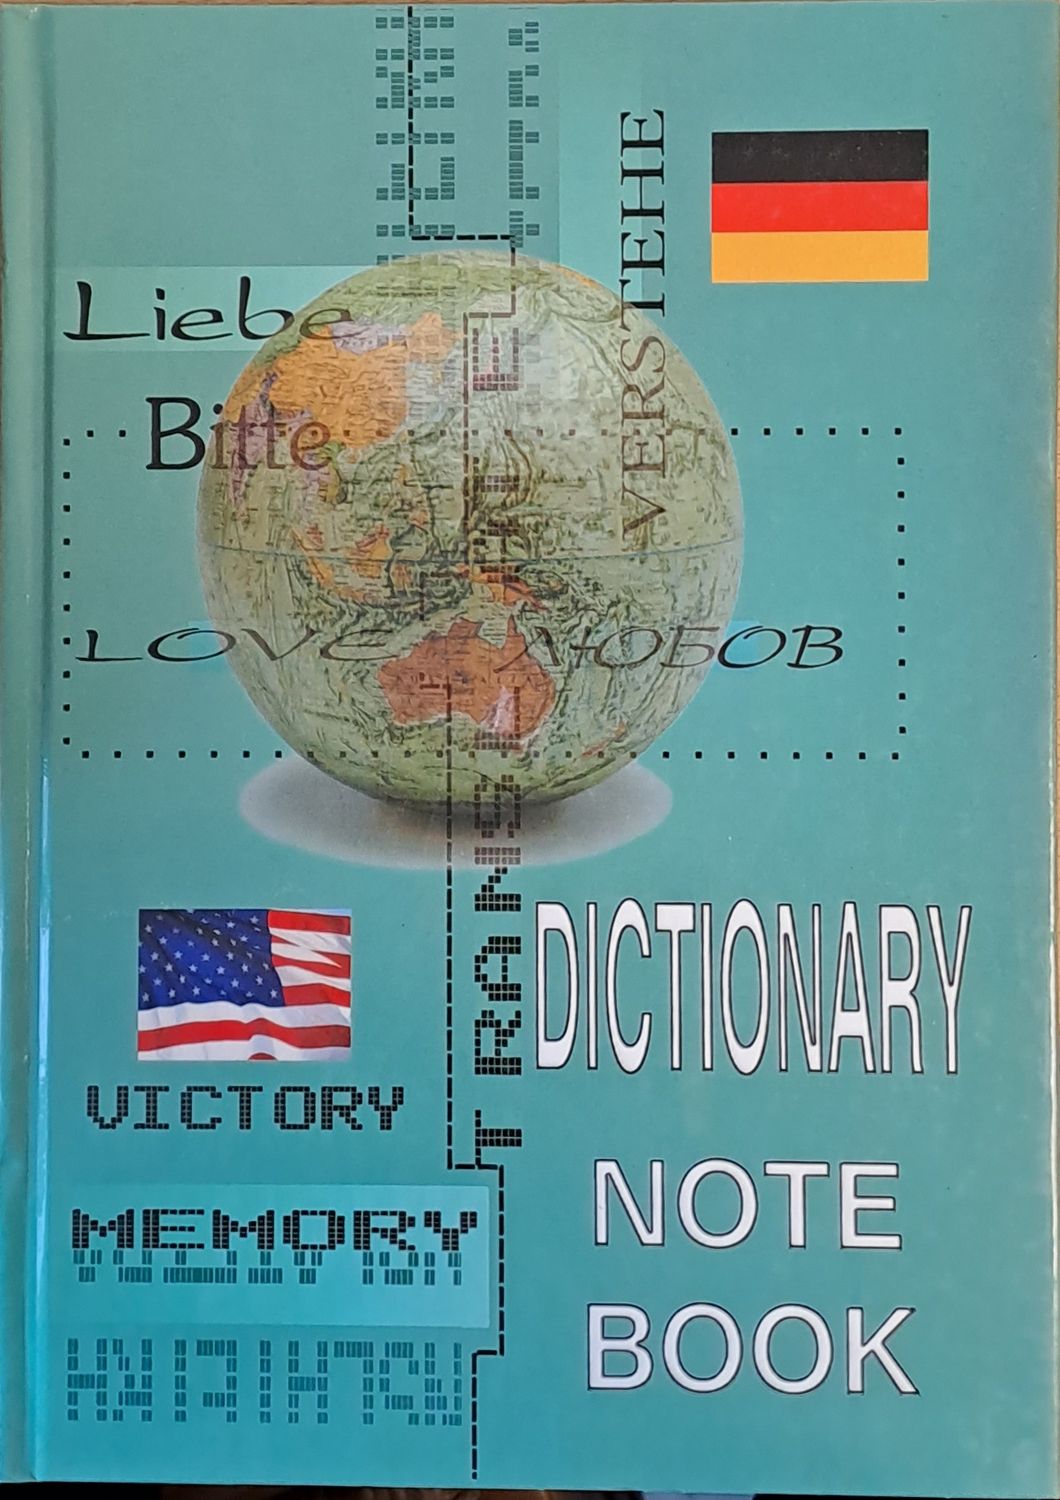 VERSTEHE
Liebe
Bitte
LOVE ЛЮБОВ
TRANSLATE
DICTIONARY
VICTORY
NOTE
MEMORY
BOOK